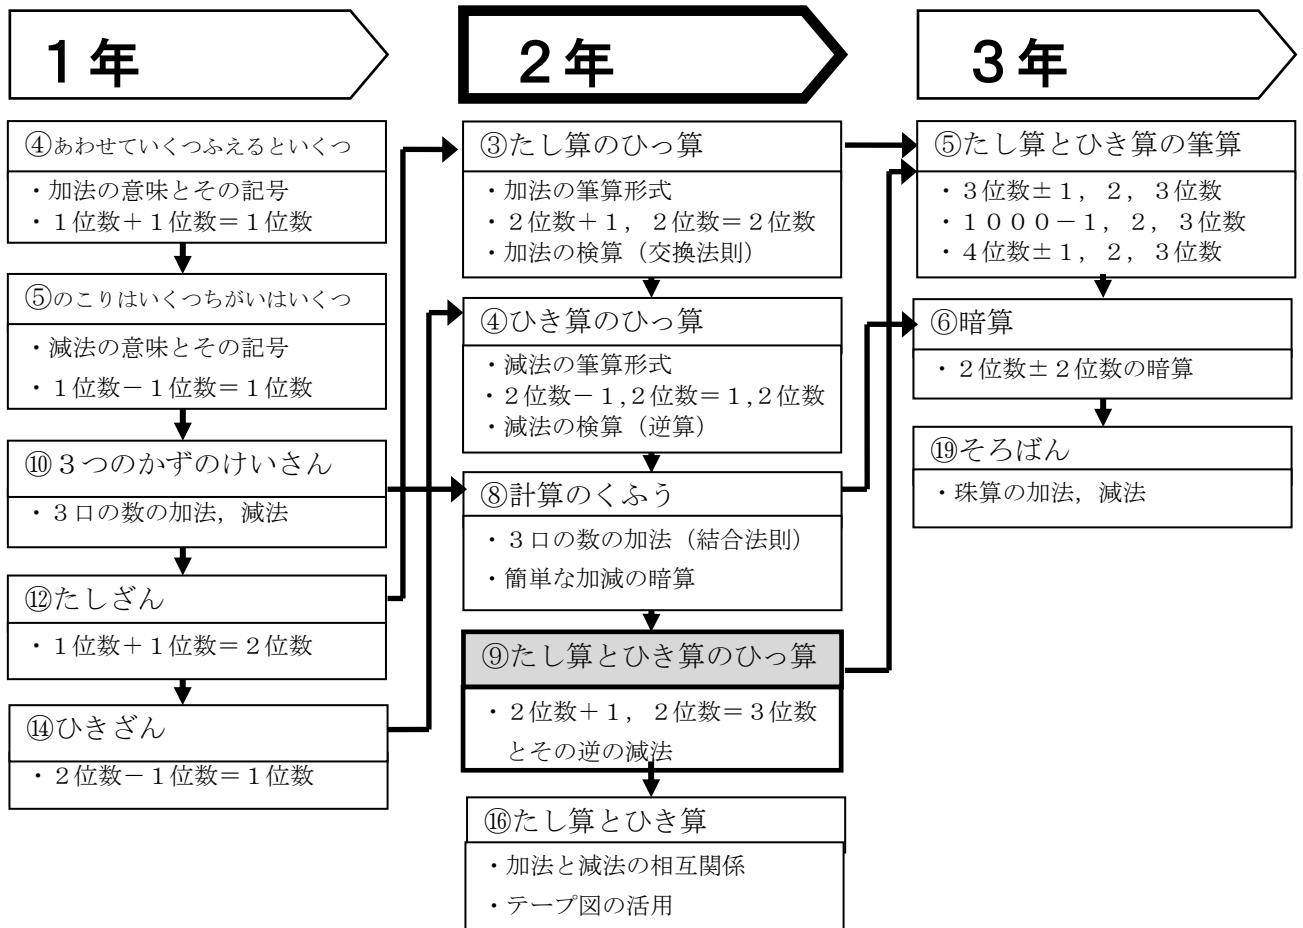 １年
④あわせていくつふえるといくつ
・加法の意味とその記号
・１位数＋１位数＝１位数
⑤のこりはいくつちがいはいくつ
・減法の意味とその記号
・１位数－１位数＝１位数
⑩３つのかずのけいさん
・３口の数の加法，減法
⑫たしざん
・１位数＋１位数＝２位数
⑭ひきざん
・２位数－１位数＝１位数
２年
③たし算のひっ算
・加法の筆算形式
・２位数＋１，２位数＝２位数
・加法の検算（交換法則）
④ひき算のひっ算
・減法の筆算形式
・２位数－１,２位数＝１,２位数
・減法の検算（逆算）
⑧計算のくふう
・３口の数の加法（結合法則）
・簡単な加減の暗算
⑨たし算とひき算のひっ算
・２位数＋１，２位数＝３位数
とその逆の減法
⑯たし算とひき算
・加法と減法の相互関係
・テープ図の活用
３年
⑤たし算とひき算の筆算
・３位数±１，２，３位数
・１０００－１，２，３位数
・４位数±１，２，３位数
⑥暗算
・２位数±２位数の暗算
⑲そろばん
・珠算の加法，減法